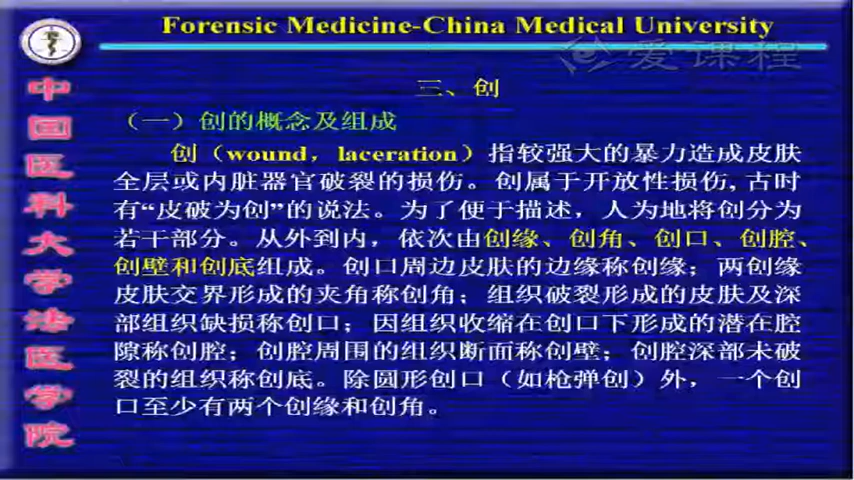 Forensic Medicine-China Medical University
爱课程
中国医科大学法医学院
三、创
（一）创的概念及组成
创（wound，laceration）指较强大的暴力造成皮肤
全层或内脏器官破裂的损伤。创属于开放性损伤,古时
有“皮破为创”的说法。为了便于描述，人为地将创分为
若干部分。从外到内，依次由创缘、创角、创口、创腔、
创壁和创底组成。创口周边皮肤的边缘称创缘；两创缘
皮肤交界形成的夹角称创角；组织破裂形成的皮肤及深
部组织缺损称创口；因组织收缩在创口下形成的潜在腔
隙称创腔；创腔周围的组织断面称创壁；创腔深部未破
裂的组织称创底。除圆形创口（如枪弹创）外，一个创
口至少有两个创缘和创角。